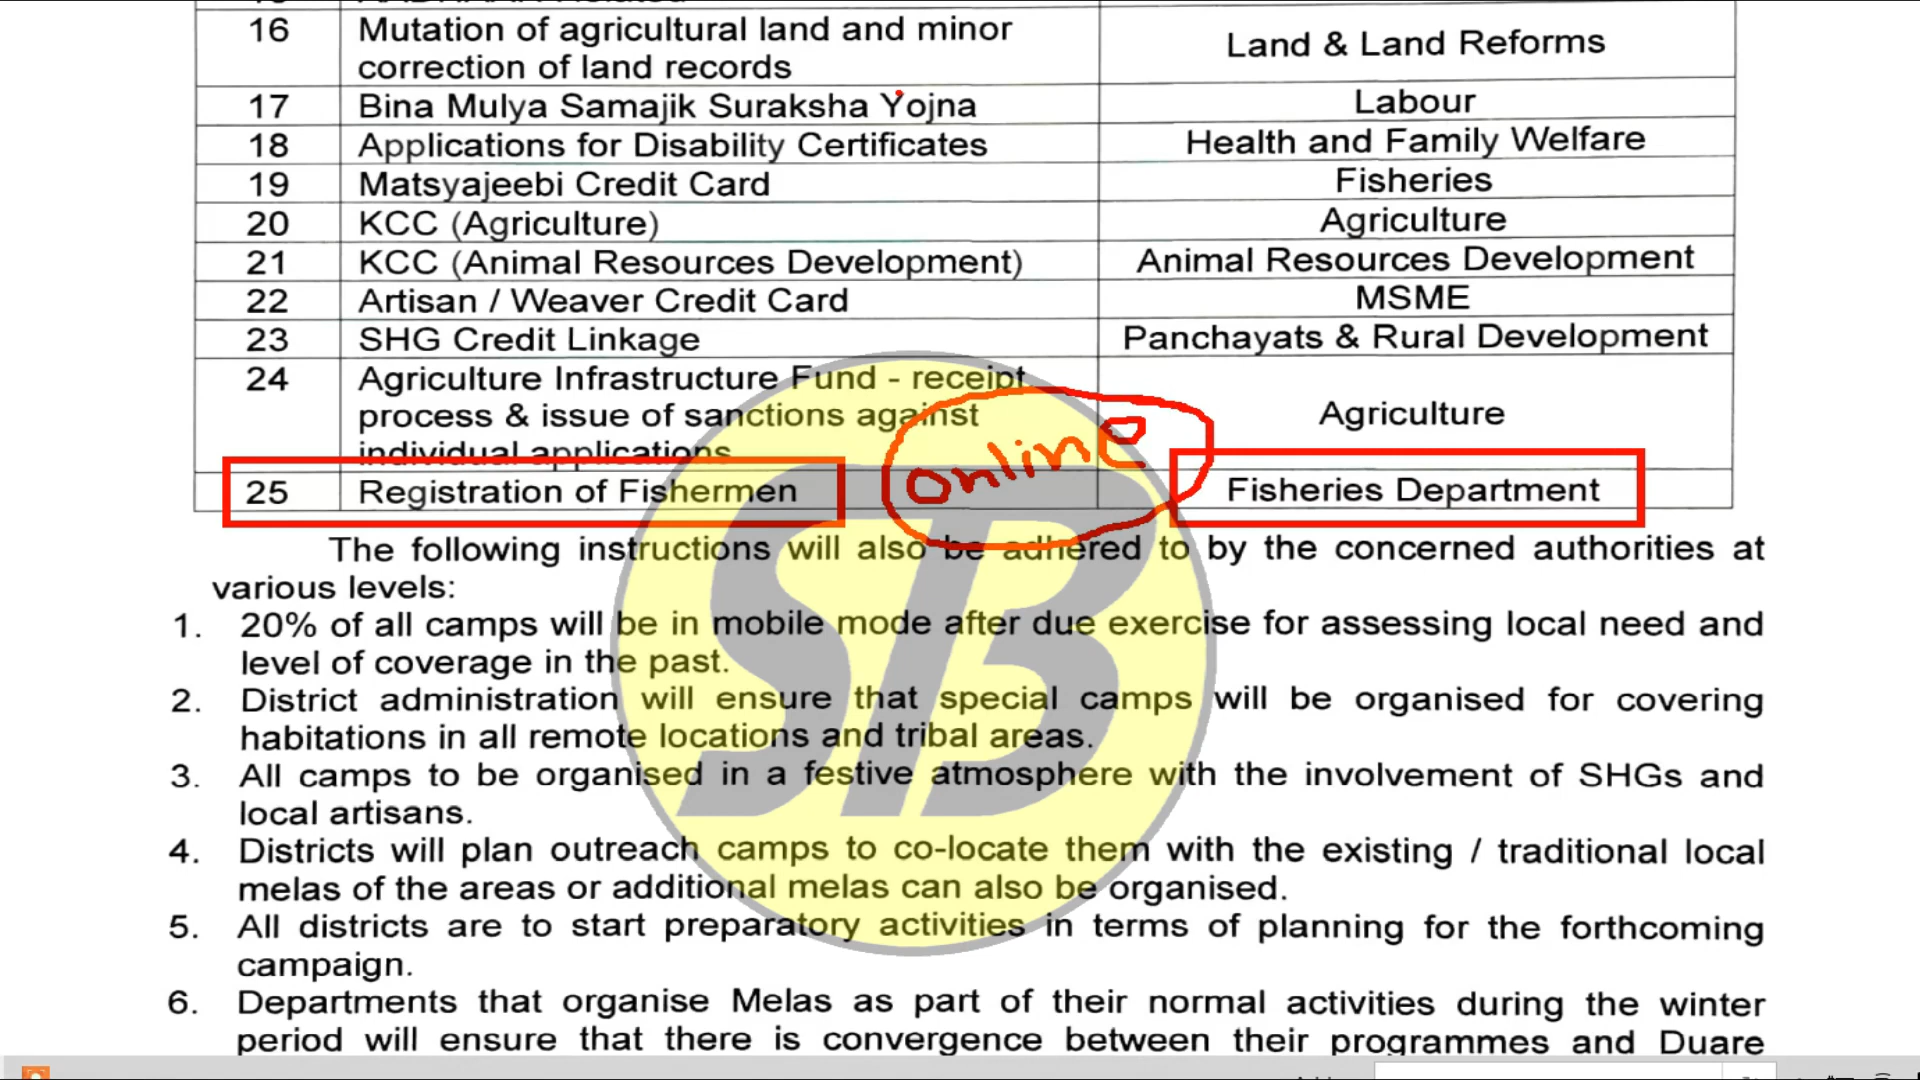 16 Mutation of agricultural land and minor correction of land records Land & Land Reforms
17 Bina Mulya Samajik Suraksha Yojna Labour
18 Applications for Disability Certificates Health and Family Welfare
19 Matsyajeebi Credit Card Fisheries
20 KCC (Agriculture) Agriculture
21 KCC (Animal Resources Development) Animal Resources Development
22 Artisan / Weaver Credit Card MSME
23 SHG Credit Linkage Panchayats & Rural Development
24 Agriculture Infrastructure Fund - receipt
process & issue of sanctions against Agriculture
individual applications
online
25 Registration of Fishermen Fisheries Department
STB
The following instructions will also be adhered to by the concerned authorities at
various levels:
1. 20% of all camps will be in mobile mode after due exercise for assessing local need and
level of coverage in the past.
2. District administration will ensure that special camps will be organised for covering
habitations in all remote locations and tribal areas.
3. All camps to be organised in a festive atmosphere with the involvement of SHGs and
local artisans.
4. Districts will plan outreach camps to co-locate them with the existing / traditional local
melas of the areas or additional melas can also be organised.
5. All districts are to start preparatory activities in terms of planning for the forthcoming
campaign.
6. Departments that organise Melas as part of their normal activities during the winter
period will ensure that there is convergence between their programmes and Duare